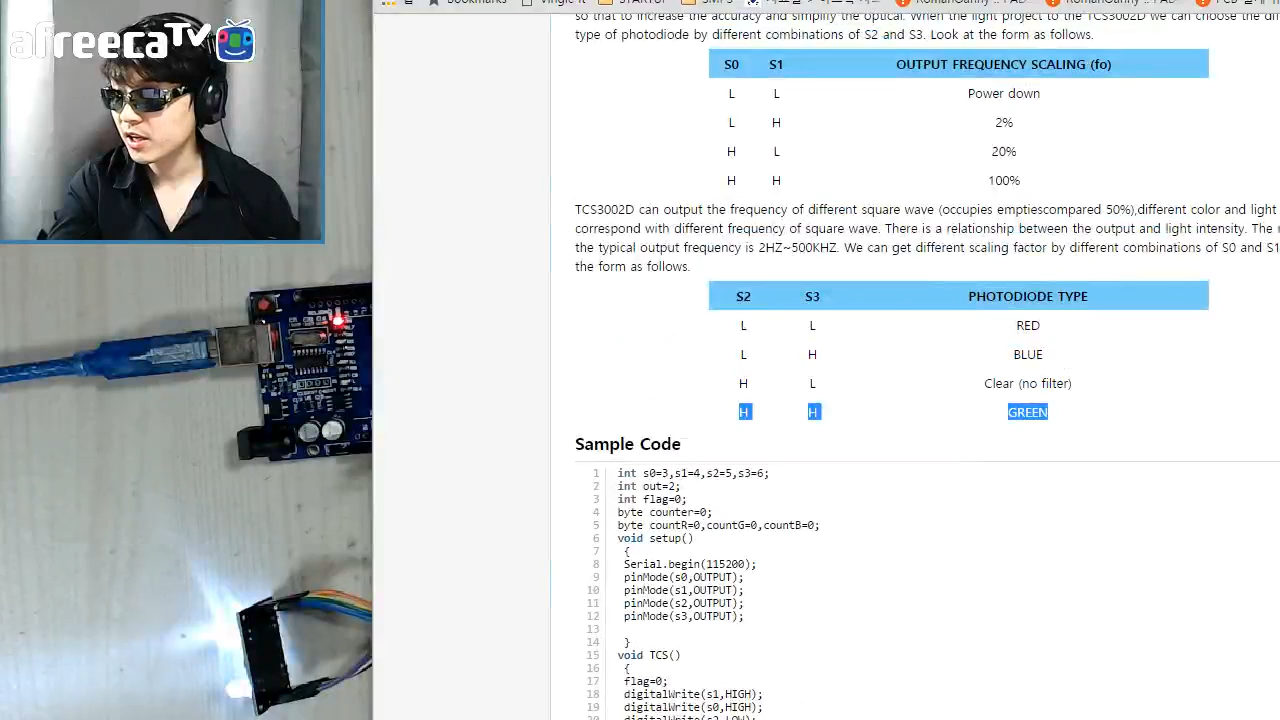 afreecaTV
Bookmarks
so that to increase the accuracy and simplify the optical. When the light project to the TCS3002D we can choose the
type of photodiode by different combinations of S2 and S3. Look at the form as follows.
S0 S1 OUTPUT FREQUENCY SCALING (fo)
L L Power down
L H 2%
H L 20%
H H 100%
TCS3002D can output the frequency of different square wave (occupies emptiescompared 50%),different color and light
correspond with different frequency of square wave. There is a relationship between the output and light intensity. The
the typical output frequency is 2HZ~500KHZ. We can get different scaling factor by different combinations of S0 and S1
the form as follows.
S2 S3 PHOTODIODE TYPE
L L RED
L H BLUE
H L Clear (no filter)
H H GREEN
Sample Code
1 int s0=3,s1=4,s2=5,s3=6;
2 int out=2;
3 int flag=0;
4 byte counter=0;
5 byte countR=0,countG=0,countB=0;
6 void setup()
7 {
8 Serial.begin(115200);
9 pinMode(s0,OUTPUT);
10 pinMode(s1,OUTPUT);
11 pinMode(s2,OUTPUT);
12 pinMode(s3,OUTPUT);
13
14 }
15 void TCS()
16 {
17 flag=0;
18 digitalWrite(s1,HIGH);
19 digitalWrite(s0,HIGH);
20 digitalWrite(s2,LOW);